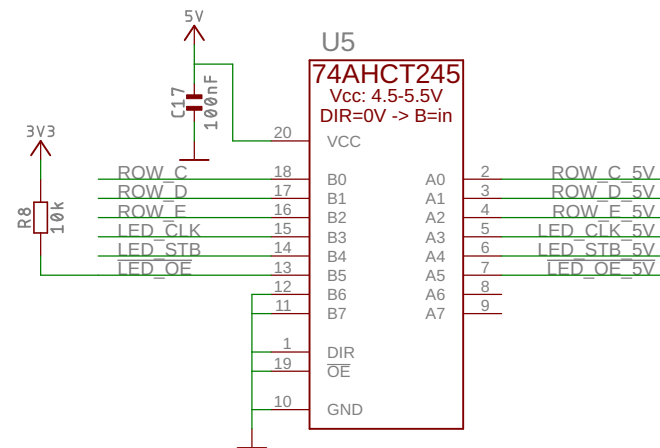 5V
U5
74AHCT245
Vcc: 4.5-5.5V
DIR=0V -> B=in
C17
100nF
3V3
R8
10k
20 VCC
ROW_C 18 B0 A0 2 ROW_C_5V
ROW_D 17 B1 A1 3 ROW_D_5V
ROW_E 16 B2 A2 4 ROW_E_5V
LED_CLK 15 B3 A3 5 LED_CLK_5V
LED_STB 14 B4 A4 6 LED_STB_5V
LED_OE 13 B5 A5 7 LED_OE_5V
12 B6 A6 8
11 B7 A7 9
1 DIR
19 OE
10 GND